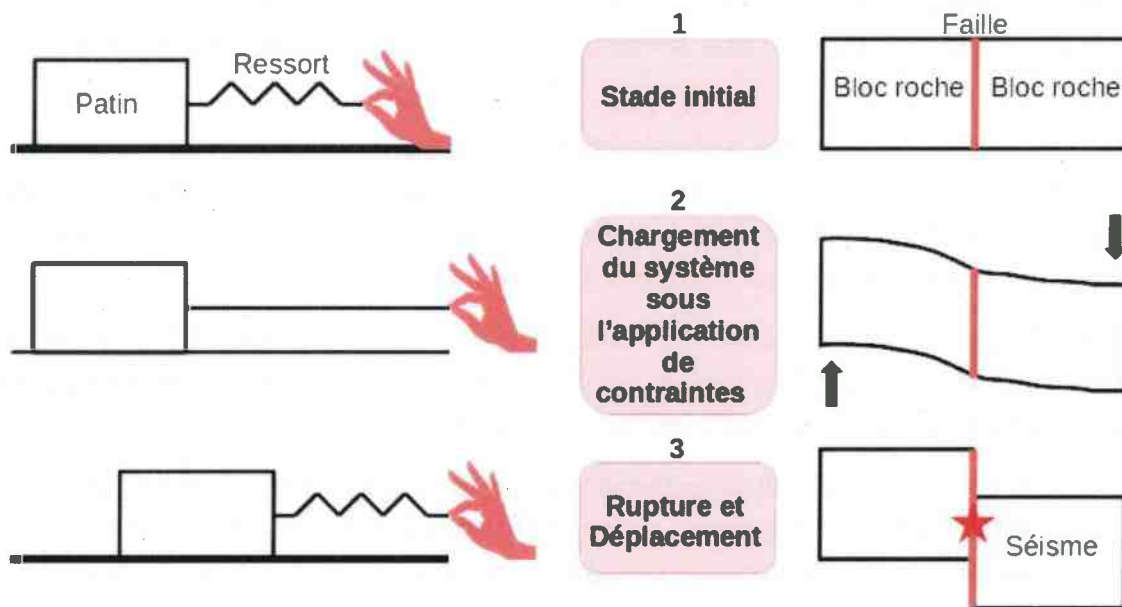 1
Faille
Ressort
Patin
Stade initial
Bloc roche
Bloc roche
2
Chargement
du système
sous
l'application
de
contraintes
3
Rupture et
Déplacement
Séisme